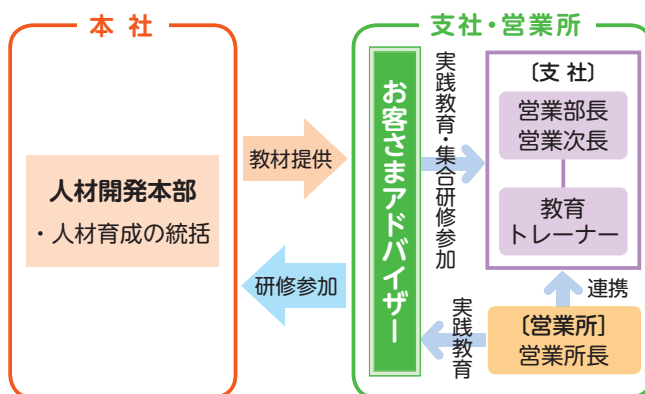 本 社
人材開発本部
・人材育成の統括
教材提供
研修参加
支社・営業所
お客さまアドバイザー
実践教育・集合研修参加
〔支 社〕
営業部長
営業次長
教育
トレーナー
連携
実践教育
〔営業所〕
営業所長